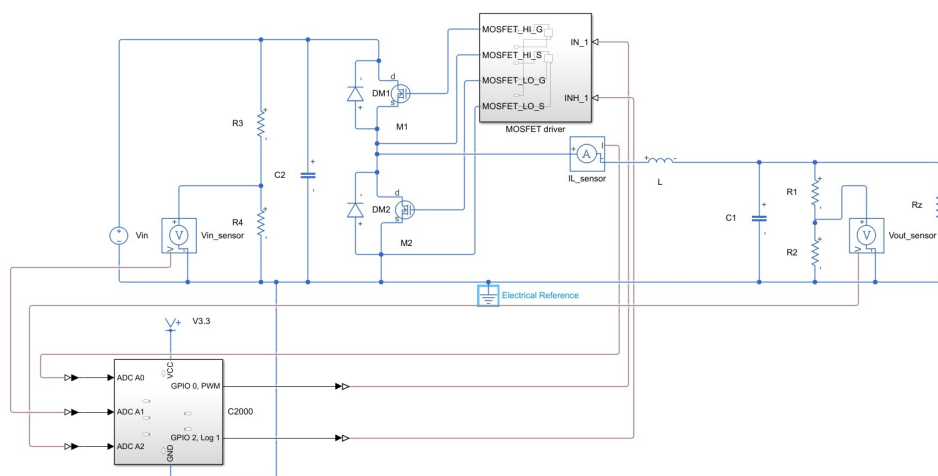 MOSFET_HI_G
IN_1
MOSFET_HI_S
MOSFET_LO_G
INH_1
MOSFET_LO_S
MOSFET driver
d
DM1
s
M1
R3
C2
A
I
IL_sensor
L
d
DM2
s
M2
R4
V
V
Vin_sensor
Vin
R1
C1
R2
Rz
V
V
Vout_sensor
Electrical Reference
V+
V3.3
VCC
ADC A0
GPIO 0, PWM
ADC A1
C2000
ADC A2
GPIO 2, Log 1
GND